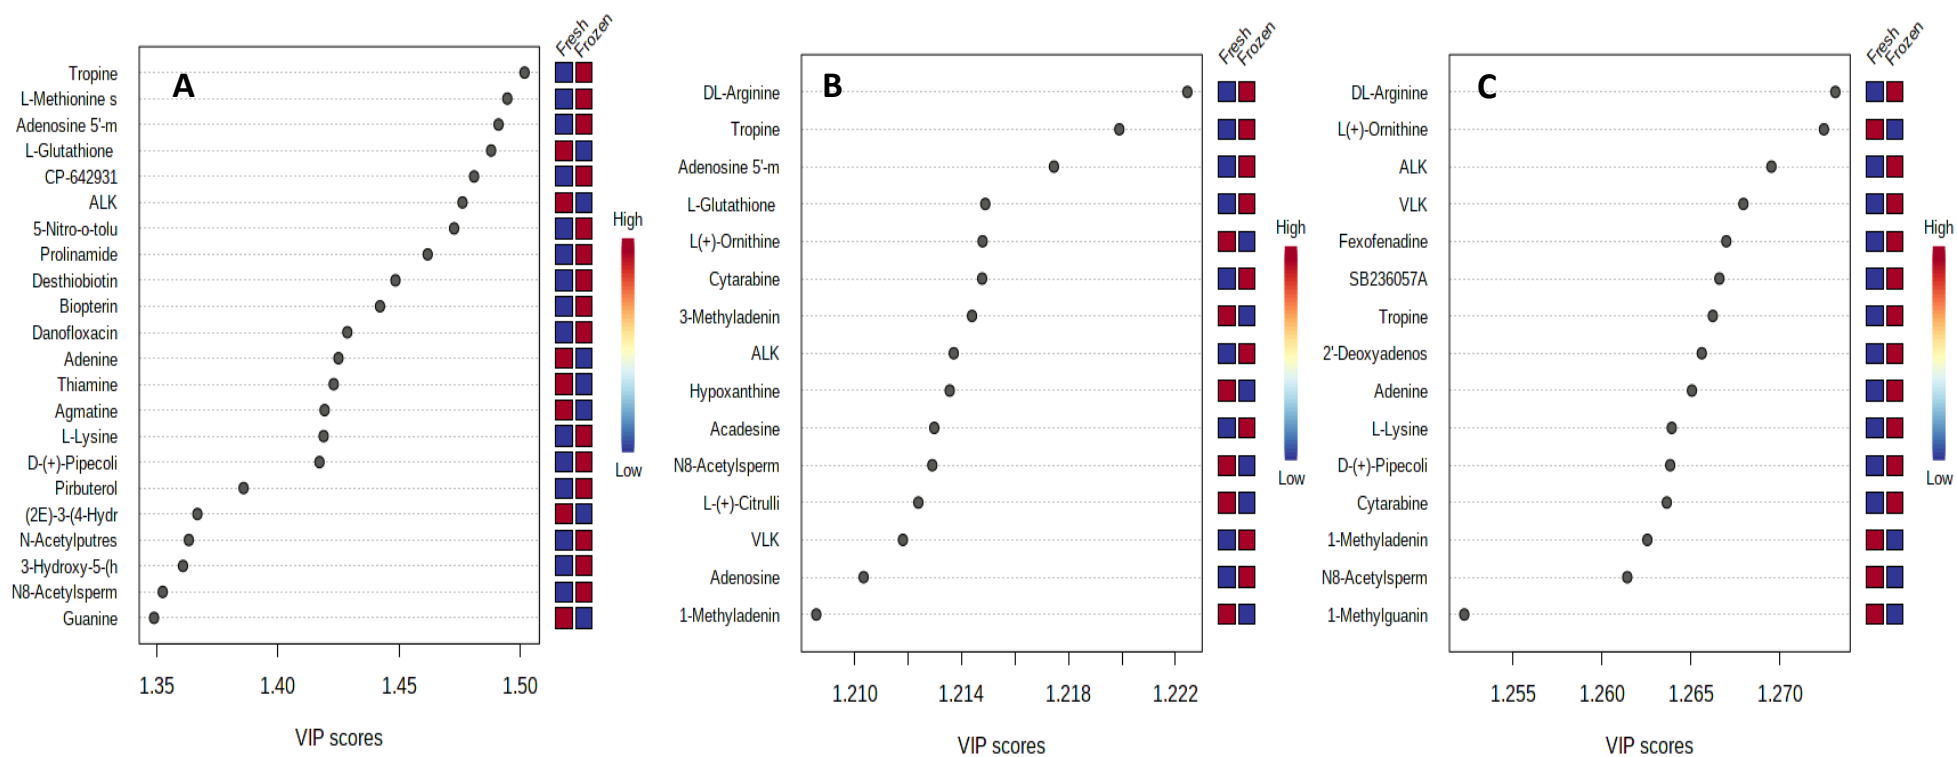 A
Fresh
Frozen
Tropine
L-Methionine s
Adenosine 5'-m
L-Glutathione
CP-642931
ALK
5-Nitro-o-tolu
Prolinamide
Desthiobiotin
Biopterin
Danofloxacin
Adenine
Thiamine
Agmatine
L-Lysine
D-(+)-Pipecoli
Pirbuterol
(2E)-3-(4-Hydr
N-Acetylputres
3-Hydroxy-5-(h
N8-Acetylsperm
Guanine
High
Low
1.35 1.40 1.45 1.50
VIP scores
B
Fresh
Frozen
DL-Arginine
Tropine
Adenosine 5'-m
L-Glutathione
L(+)-Ornithine
Cytarabine
3-Methyladenin
ALK
Hypoxanthine
Acadesine
N8-Acetylsperm
L-(+)-Citrulli
VLK
Adenosine
1-Methyladenin
High
Low
1.210 1.214 1.218 1.222
VIP scores
C
Fresh
Frozen
DL-Arginine
L(+)-Ornithine
ALK
VLK
Fexofenadine
SB236057A
Tropine
2'-Deoxyadenos
Adenine
L-Lysine
D-(+)-Pipecoli
Cytarabine
1-Methyladenin
N8-Acetylsperm
1-Methylguanin
High
Low
1.255 1.260 1.265 1.270
VIP scores